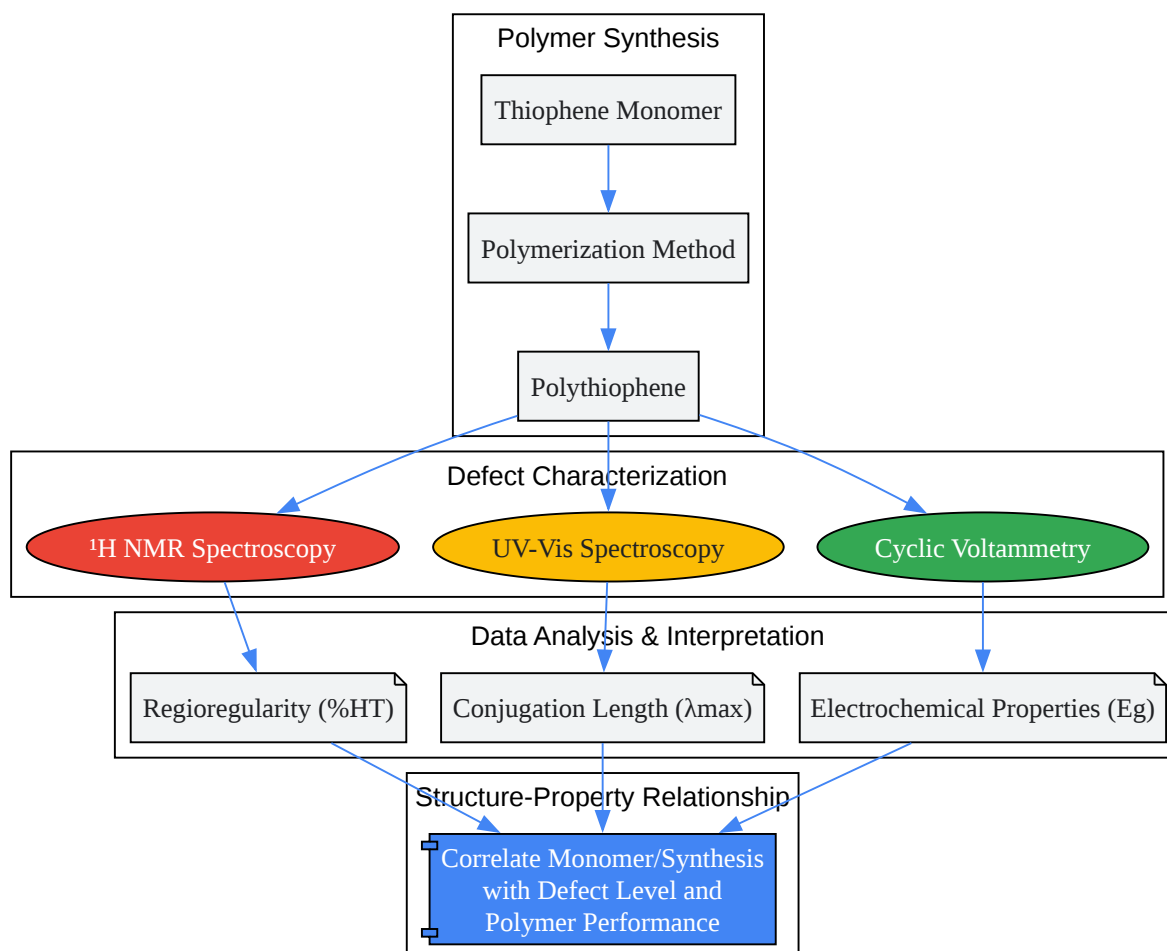 Polymer Synthesis
Thiophene Monomer
Polymerization Method
Polythiophene
Defect Characterization
¹H NMR Spectroscopy
UV-Vis Spectroscopy
Cyclic Voltammetry
Data Analysis & Interpretation
Regioregularity (%HT)
Conjugation Length (λmax)
Electrochemical Properties (Eg)
Structure-Property Relationship
Correlate Monomer/Synthesis
with Defect Level and
Polymer Performance